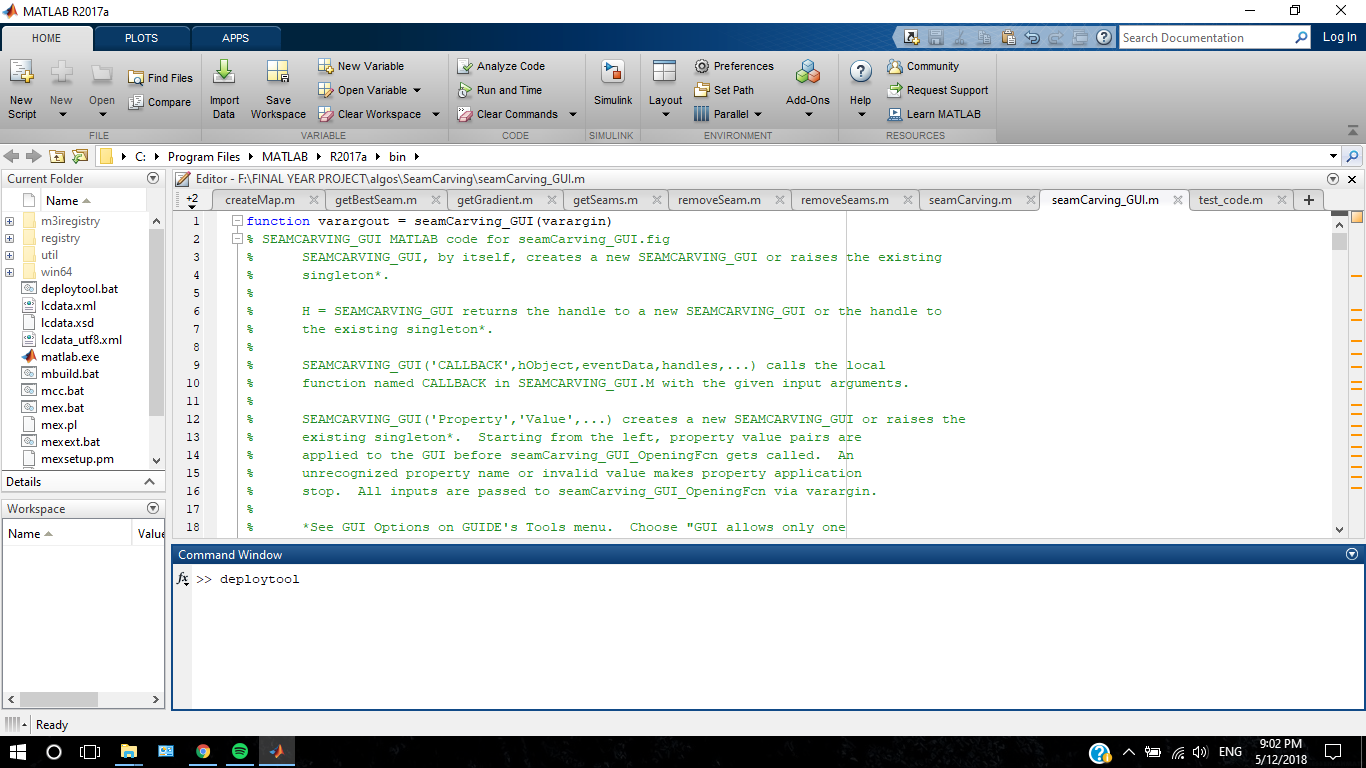 MATLAB R2017a
HOME PLOTS APPS Search Documentation Log In
New Script New Open Find Files Compare Import Data Save Workspace New Variable Open Variable Clear Workspace Analyze Code Run and Time Clear Commands Simulink Layout Preferences Set Path Parallel Add-Ons Help Community Request Support Learn MATLAB
FILE VARIABLE CODE SIMULINK ENVIRONMENT RESOURCES
C: Program Files MATLAB R2017a bin
Current Folder
Name
m3iregistry
registry
util
win64
deploytool.bat
lcdata.xml
lcdata.xsd
lcdata_utf8.xml
matlab.exe
mbuild.bat
mcc.bat
mex.bat
mex.pl
mexext.bat
mexsetup.pm
Details
Workspace
Name Value
Editor - F:\FINAL YEAR PROJECT\algos\SeamCarving\seamCarving_GUI.m
+2 createMap.m getBestSeam.m getGradient.m getSeams.m removeSeam.m removeSeams.m seamCarving.m seamCarving_GUI.m test_code.m
1 function varargout = seamCarving_GUI(varargin)
2 % SEAMCARVING_GUI MATLAB code for seamCarving_GUI.fig
3 % SEAMCARVING_GUI, by itself, creates a new SEAMCARVING_GUI or raises the existing
4 % singleton*.
5 %
6 % H = SEAMCARVING_GUI returns the handle to a new SEAMCARVING_GUI or the handle to
7 % the existing singleton*.
8 %
9 % SEAMCARVING_GUI('CALLBACK',hObject,eventData,handles,...) calls the local
10 % function named CALLBACK in SEAMCARVING_GUI.M with the given input arguments.
11 %
12 % SEAMCARVING_GUI('Property','Value',...) creates a new SEAMCARVING_GUI or raises the
13 % existing singleton*. Starting from the left, property value pairs are
14 % applied to the GUI before seamCarving_GUI_OpeningFcn gets called. An
15 % unrecognized property name or invalid value makes property application
16 % stop. All inputs are passed to seamCarving_GUI_OpeningFcn via varargin.
17 %
18 % *See GUI Options on GUIDE's Tools menu. Choose "GUI allows only one
Command Window
fx >> deploytool
Ready
ENG 9:02 PM
5/12/2018